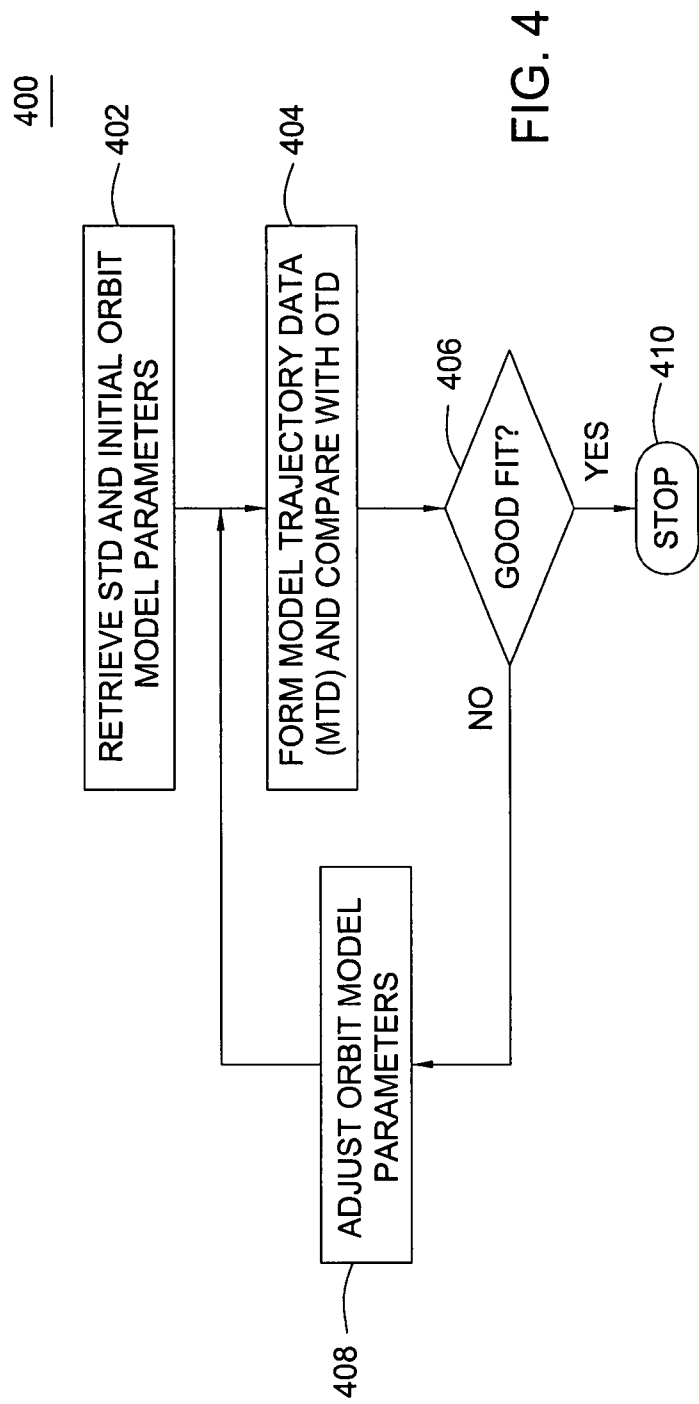 400
RETRIEVE STD AND INITIAL ORBIT
MODEL PARAMETERS
402
FORM MODEL TRAJECTORY DATA
(MTD) AND COMPARE WITH OTD
404
GOOD FIT?
406
NO
YES
ADJUST ORBIT MODEL
PARAMETERS
408
STOP
410
FIG. 4